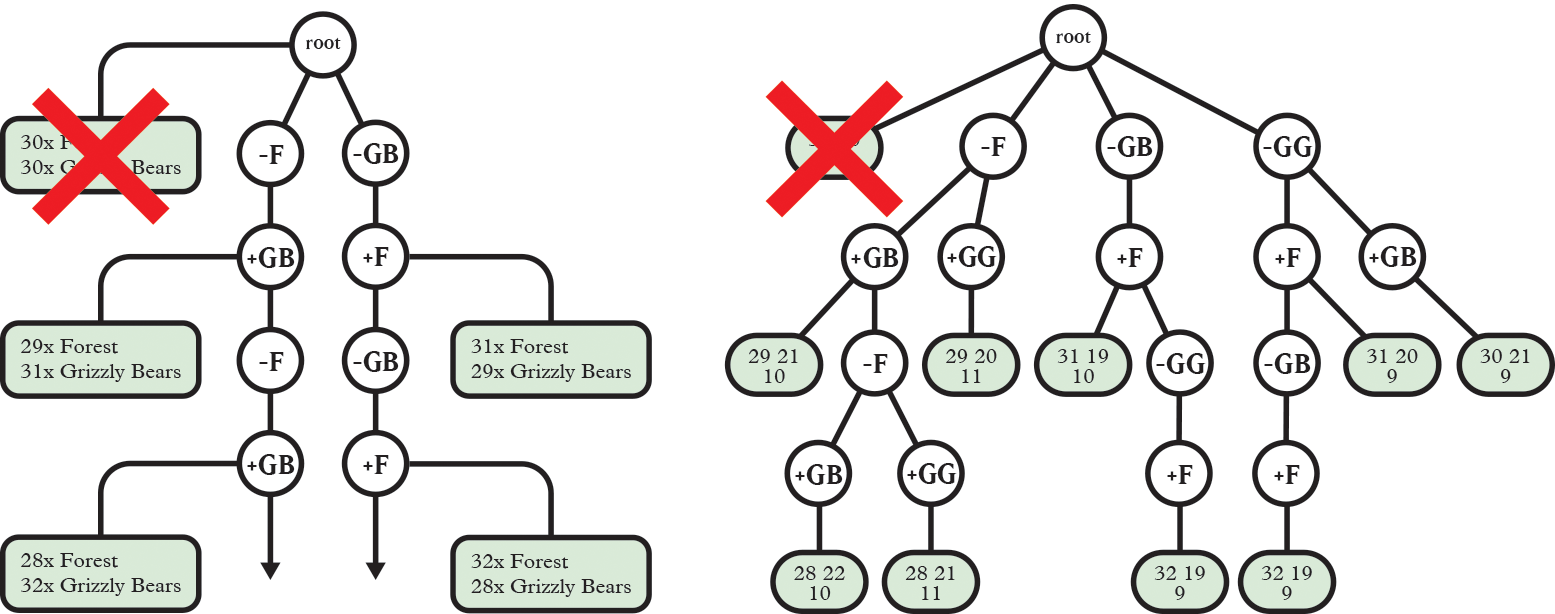 root
30x
30x Bears
-F
-GB
+GB
+F
29x Forest
31x Grizzly Bears
-F
-GB
31x Forest
29x Grizzly Bears
+GB
+F
28x Forest
32x Grizzly Bears
32x Forest
28x Grizzly Bears
root
-F
-GB
-GG
+GB
+GG
+F
+F
+GB
29 21
10
-F
29 20
11
31 19
10
-GG
-GB
31 20
9
30 21
9
+GB
+GG
+F
+F
28 22
10
28 21
11
32 19
9
32 19
9